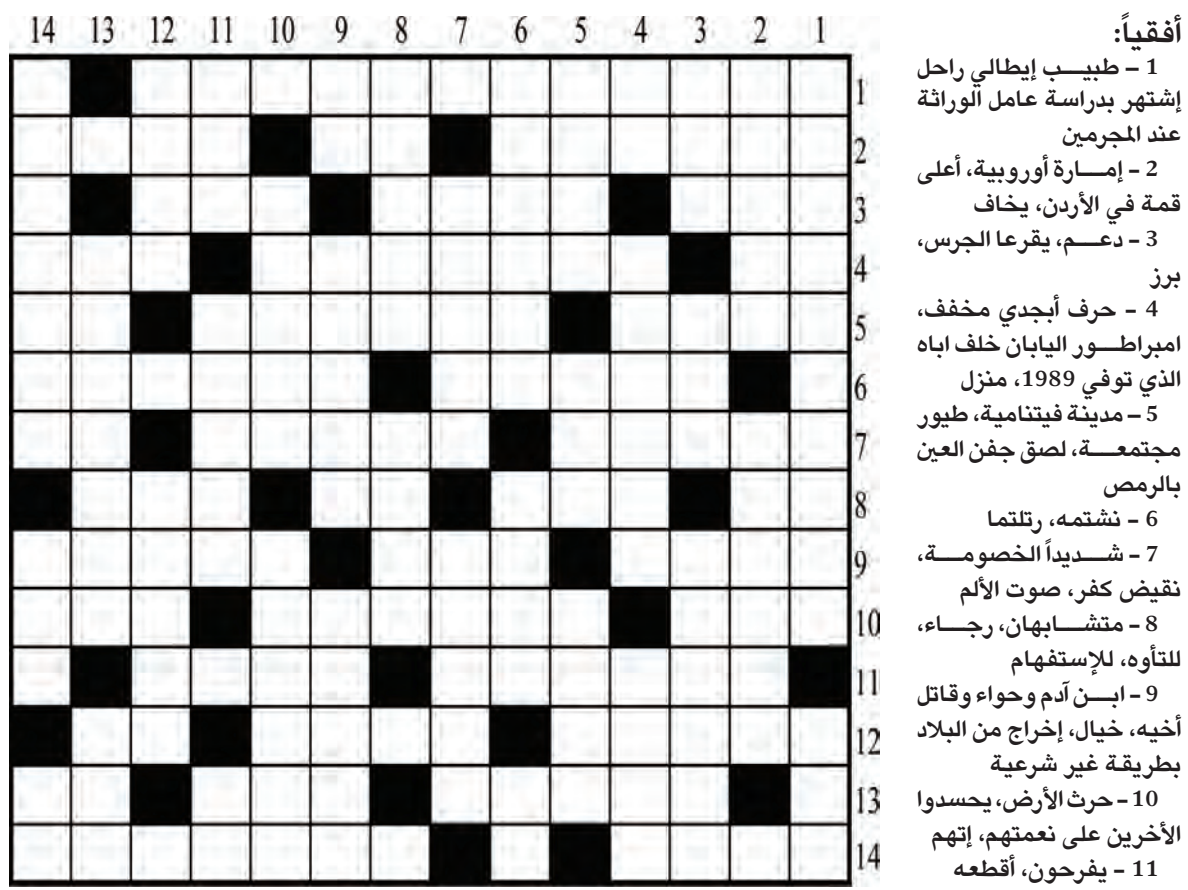 14 13 12 11 10 9 8 7 6 5 4 3 2 1
1
2
3
4
5
6
7
8
9
10
11
12
13
14
أفقياً:
1 – طبيب إيطالي راحل
إشتهر بدراسة عامل الوراثة
عند المجرمين
2 – إمارة أوروبية، أعلى
قمة في الأردن، يخاف
3 – دعم، يقرعا الجرس،
برز
4 – حرف أبجدي مخفف،
امبراطور اليابان خلف اباه
الذي توفي 1989، منزل
5 – مدينة فيتنامية، طيور
مجتمعة، لصق جفن العين
بالرمص
6 – نشتمه، رتلتما
7 – شديداً الخصومة،
نقيض كفر، صوت الألم
8 – متشابهان، رجاء،
للتأوه، للإستفهام
9 – ابن آدم وحواء وقاتل
أخيه، خيال، إخراج من البلاد
بطريقة غير شرعية
10 – حرث الأرض، يحسدوا
الأخرين على نعمتهم، إتهم
11 – يفرحون، أقطعه